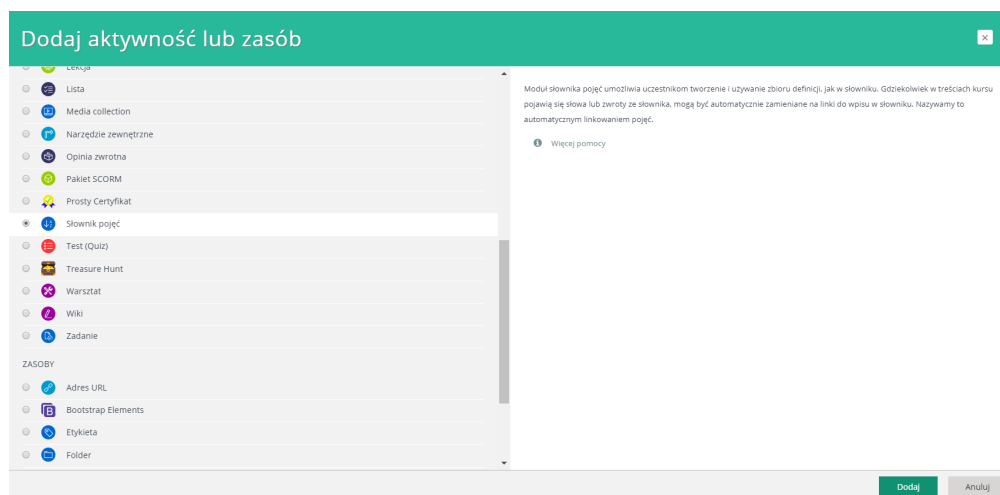 Dodaj aktywność lub zasób
Lekcja
Lista
Media collection
Narzędzie zewnętrzne
Opinia zwrotna
Pakiet SCORM
Prosty Certyfikat
Słownik pojęć
Test (Quiz)
Treasure Hunt
Warsztat
Wiki
Zadanie
ZASOBY
Adres URL
Bootstrap Elements
Etykieta
Folder
Moduł słownika pojęć umożliwia uczestnikom tworzenie i używanie zbioru definicji, jak w słowniku. Gdziekolwiek w treściach kursu
pojawią się słowa lub zwroty ze słownika, mogą być automatycznie zamieniane na linki do wpisu w słowniku. Nazywamy to
automatycznym linkowaniem pojęć.
Więcej pomocy
Dodaj
Anuluj